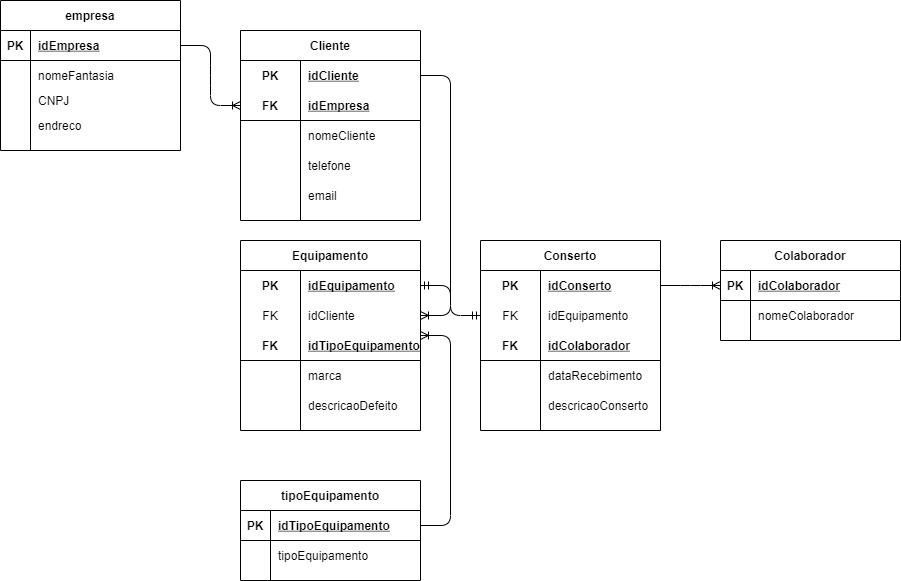 empresa
PK idEmpresa
nomeFantasia
CNPJ
endreco
Cliente
PK idCliente
FK idEmpresa
nomeCliente
telefone
email
Equipamento
PK idEquipamento
FK idCliente
FK idTipoEquipamento
marca
descricaoDefeito
Conserto
PK idConserto
FK idEquipamento
FK idColaborador
dataRecebimento
descricaoConserto
Colaborador
PK idColaborador
nomeColaborador
tipoEquipamento
PK idTipoEquipamento
tipoEquipamento